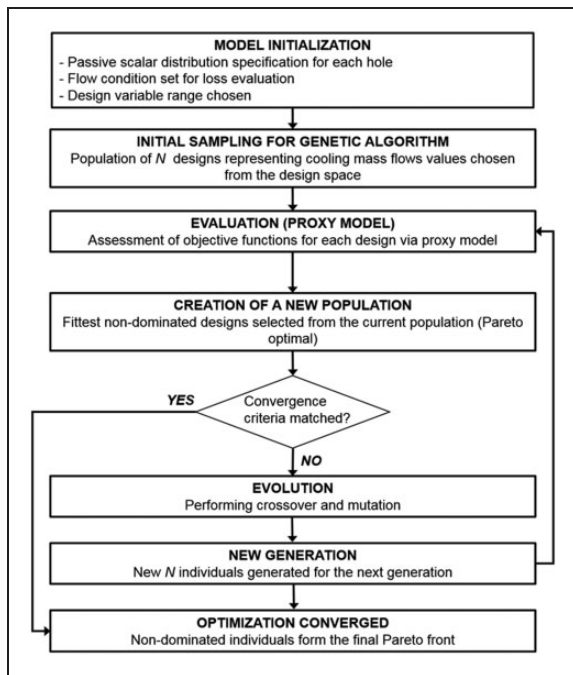 MODEL INITIALIZATION
- Passive scalar distribution specification for each hole
- Flow condition set for loss evaluation
- Design variable range chosen
INITIAL SAMPLING FOR GENETIC ALGORITHM
Population of N designs representing cooling mass flows values chosen
from the design space
EVALUATION (PROXY MODEL)
Assessment of objective functions for each design via proxy model
CREATION OF A NEW POPULATION
Fittest non-dominated designs selected from the current population (Pareto
optimal)
YES
Convergence
criteria matched?
NO
EVOLUTION
Performing crossover and mutation
NEW GENERATION
New N individuals generated for the next generation
OPTIMIZATION CONVERGED
Non-dominated individuals form the final Pareto front